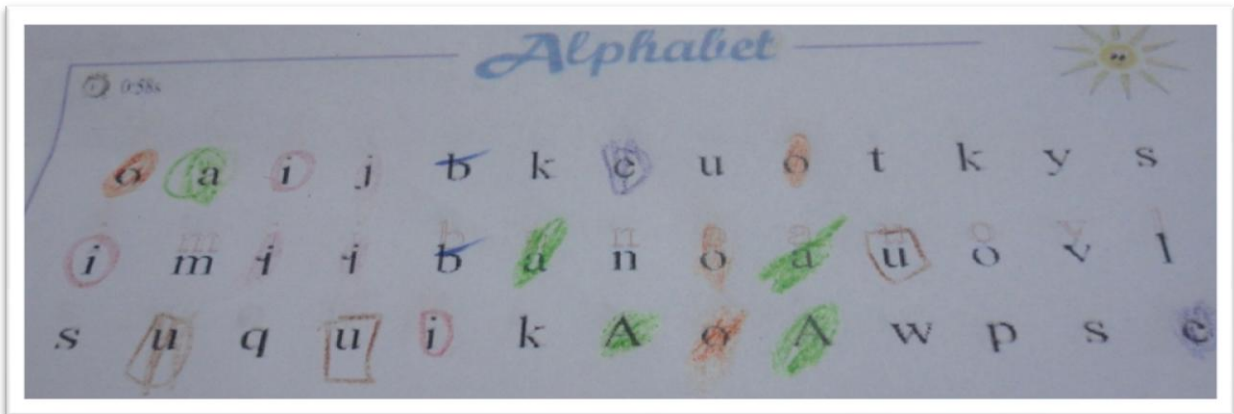 Alphabet
0:58s
o a i j b k e u o t k y s
i m i i b a n o a u o v l
s u q u i k A o A w p s e